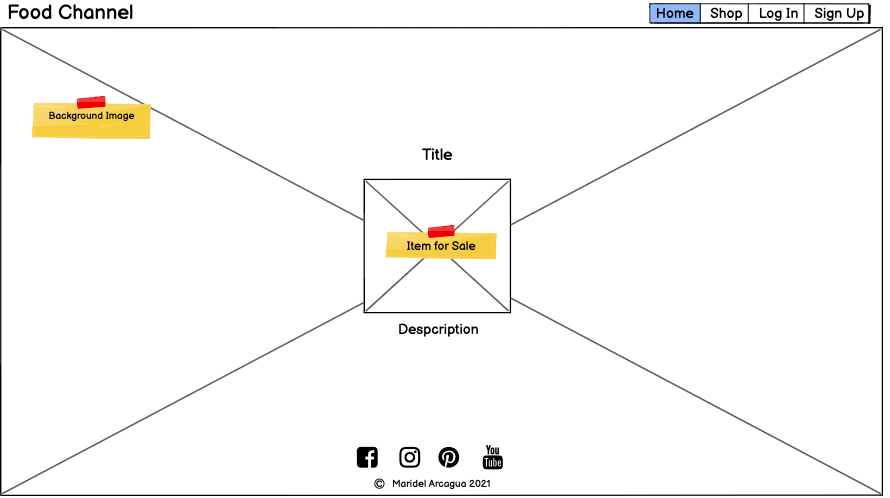 Food Channel
Home Shop Log In Sign Up
Background Image
Title
Item for Sale
Despcription
You
Tube
© Maridel Arcagua 2021